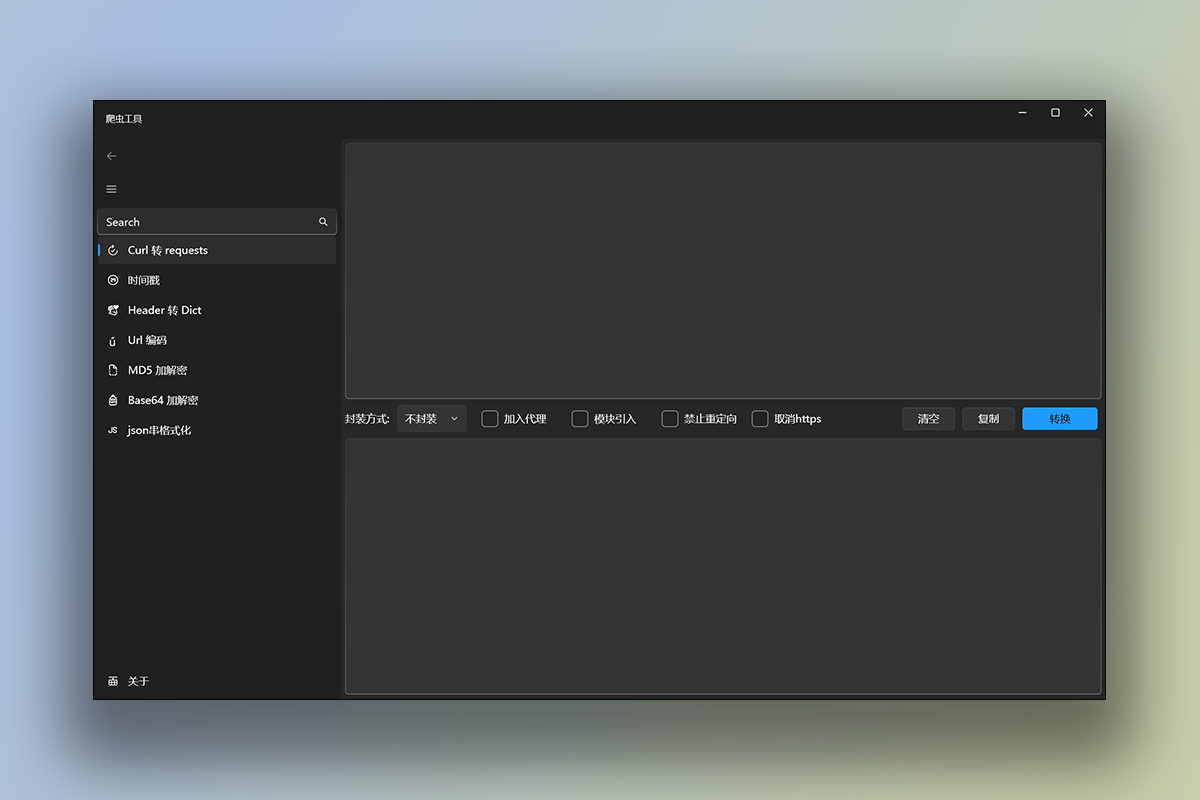 爬虫工具
Search
Curl 转 requests
时间戳
Header 转 Dict
Url 编码
MD5 加解密
Base64 加解密
json串格式化
关于
封装方式: 不封装 加入代理 模块引入 禁止重定向 取消https 清空 复制 转换